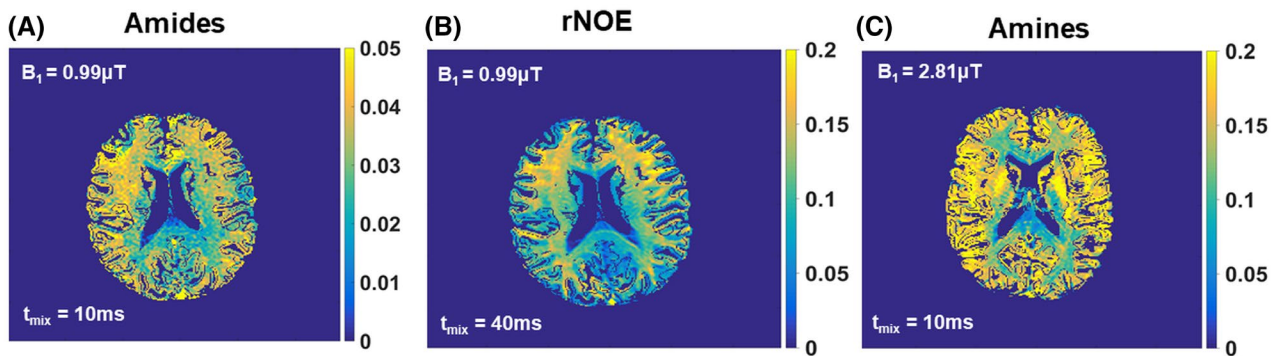 (A) Amides
B1 = 0.99μT
tmix = 10ms
0.05
0.04
0.03
0.02
0.01
0
(B) rNOE
B1 = 0.99μT
tmix = 40ms
0.2
0.15
0.1
0.05
0
(C) Amines
B1 = 2.81μT
tmix = 10ms
0.2
0.15
0.1
0.05
0